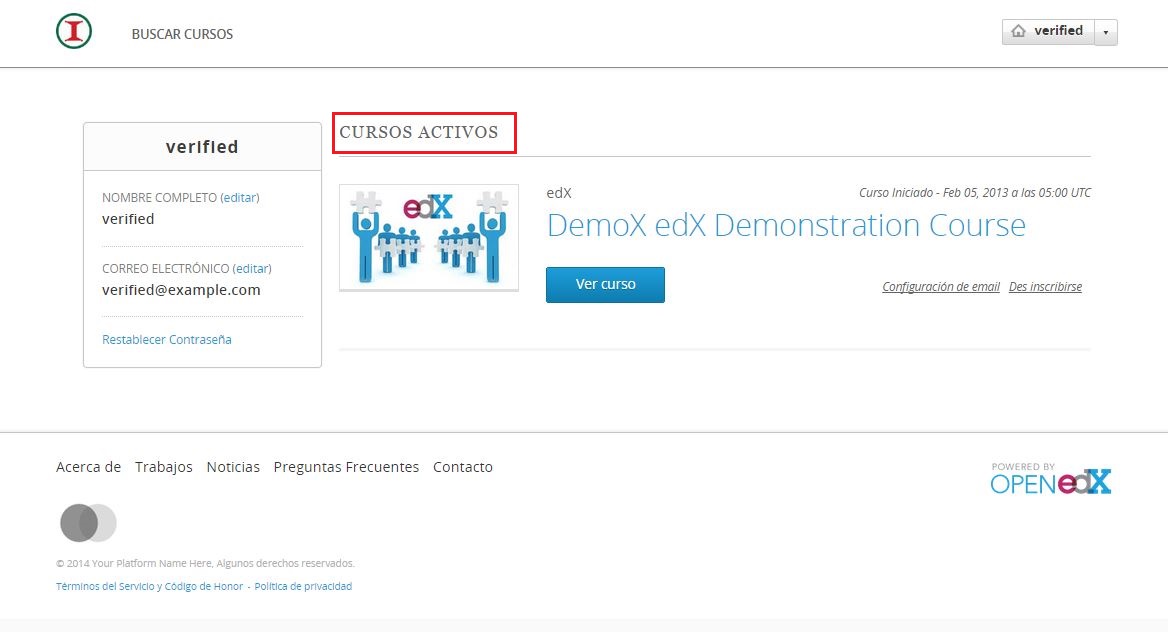 I
BUSCAR CURSOS
verified
verified
NOMBRE COMPLETO (editar)
verified
CORREO ELECTRÓNICO (editar)
verified@example.com
Restablecer Contraseña
CURSOS ACTIVOS
edX
edX
Curso Iniciado - Feb 05, 2013 a las 05:00 UTC
DemoX edX Demonstration Course
Ver curso
Configuración de email Des inscribirse
Acerca de Trabajos Noticias Preguntas Frecuentes Contacto
POWERED BY
OPEN edX
© 2014 Your Platform Name Here, Algunos derechos reservados.
Términos del Servicio y Código de Honor - Política de privacidad